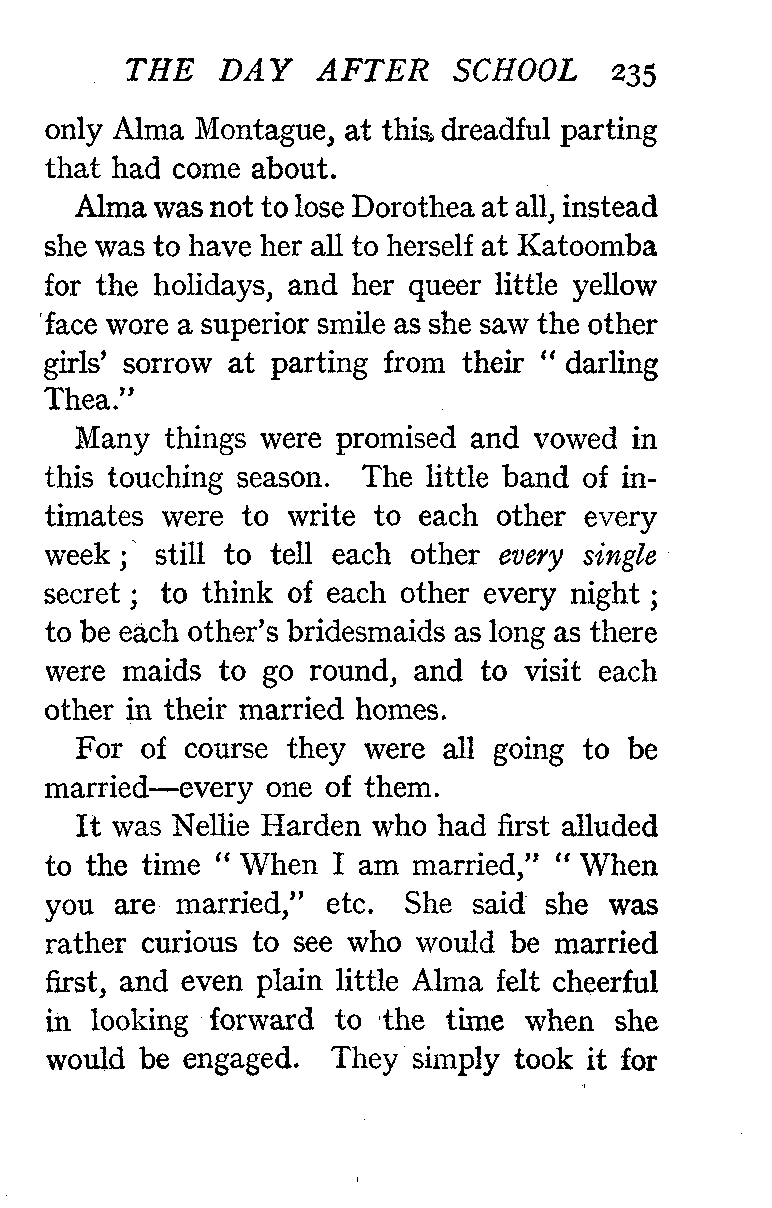 THE DAY AFTER SCHOOL 235
only Alma Montague, at this dreadful parting
that had come about.
Alma was not to lose Dorothea at all, instead
she was to have her all to herself at Katoomba
for the holidays, and her queer little yellow
face wore a superior smile as she saw the other
girls' sorrow at parting from their " darling
Thea."
Many things were promised and vowed in
this touching season. The little band of in-
timates were to write to each other every
week ; still to tell each other every single
secret ; to think of each other every night ;
to be each other's bridesmaids as long as there
were maids to go round, and to visit each
other in their married homes.
For of course they were all going to be
married—every one of them.
It was Nellie Harden who had first alluded
to the time " When I am married," " When
you are married," etc. She said she was
rather curious to see who would be married
first, and even plain little Alma felt cheerful
in looking forward to the time when she
would be engaged. They simply took it for